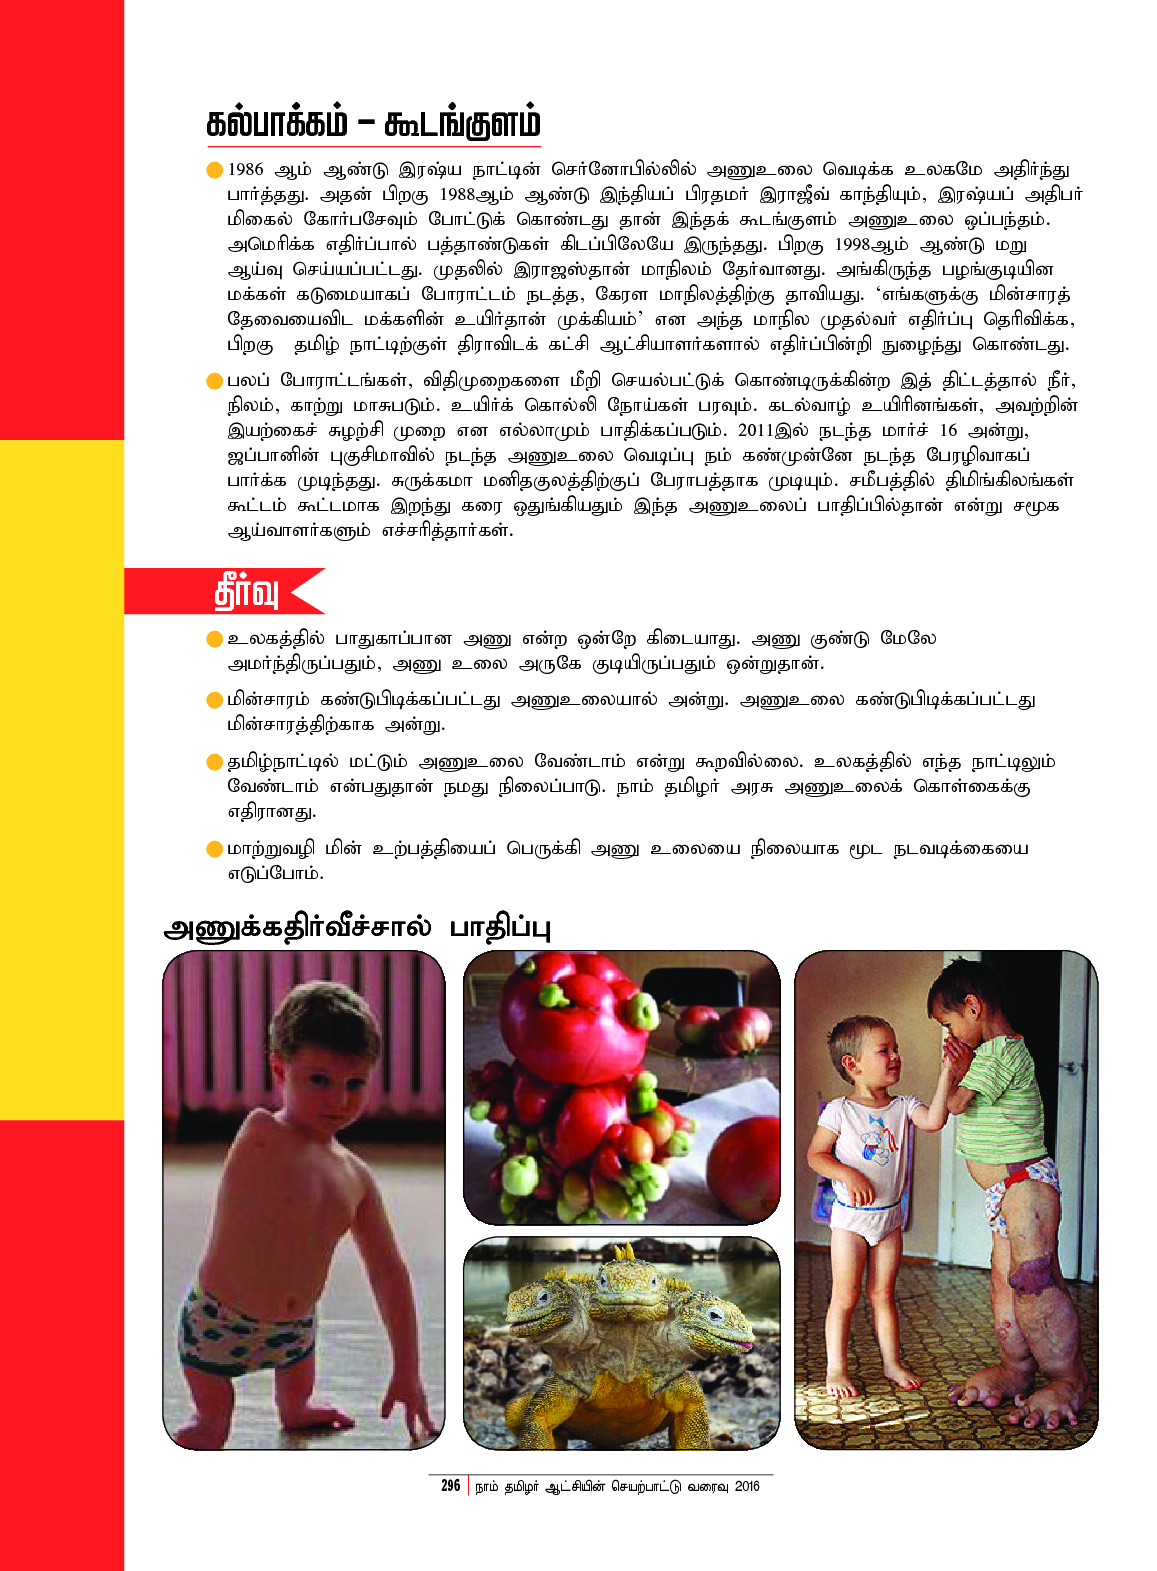 கல்பாக்கம் – கூடங்குளம்
1986 ஆம் ஆண்டு இரஷ்ய நாட்டின் செர்னோபில்லில் அணுஉலை வெடிக்க உலகமே அதிர்ந்து
பார்த்தது. அதன் பிறகு 1988ஆம் ஆண்டு இந்தியப் பிரதமர் இராஜீவ் காந்தியும், இரஷ்யப் அதிபர்
மிகைல் கோர்பசேவும் போட்டுக் கொண்டது தான் இந்தக் கூடங்குளம் அணுஉலை ஒப்பந்தம்.
அமெரிக்க எதிர்ப்பால் பத்தாண்டுகள் கிடப்பிலேயே இருந்தது. பிறகு 1998ஆம் ஆண்டு மறு
ஆய்வு செய்யப்பட்டது. முதலில் இராஜஸ்தான் மாநிலம் தேர்வானது. அங்கிருந்த பழங்குடியின
மக்கள் கடுமையாகப் போராட்டம் நடத்த, கேரள மாநிலத்திற்கு தாவியது. ‘எங்களுக்கு மின்சாரத்
தேவையைவிட மக்களின் உயிர்தான் முக்கியம்’ என அந்த மாநில முதல்வர் எதிர்ப்பு தெரிவிக்க,
பிறகு தமிழ் நாட்டிற்குள் திராவிடக் கட்சி ஆட்சியாளர்களால் எதிர்ப்பின்றி நுழைந்து கொண்டது.
பலப் போராட்டங்கள், விதிமுறைகளை மீறி செயல்பட்டுக் கொண்டிருக்கின்ற இத் திட்டத்தால் நீர்,
நிலம், காற்று மாசுபடும். உயிர்க் கொல்லி நோய்கள் பரவும். கடல்வாழ் உயிரினங்கள், அவற்றின்
இயற்கைச் சுழற்சி முறை என எல்லாமும் பாதிக்கப்படும். 2011இல் நடந்த மார்ச் 16 அன்று,
ஜப்பானின் புகுசிமாவில் நடந்த அணுஉலை வெடிப்பு நம் கண்முன்னே நடந்த பேரழிவாகப்
பார்க்க முடிந்தது. சுருக்கமா மனிதகுலத்திற்குப் பேராபத்தாக முடியும். சமீபத்தில் திமிங்கிலங்கள்
கூட்டம் கூட்டமாக இறந்து கரை ஒதுங்கியதும் இந்த அணுஉலைப் பாதிப்பில்தான் என்று சமூக
ஆய்வாளர்களும் எச்சரித்தார்கள்.
தீர்வு
உலகத்தில் பாதுகாப்பான அணு என்ற ஒன்றே கிடையாது. அணு குண்டு மேலே
அமர்ந்திருப்பதும், அணு உலை அருகே குடியிருப்பதும் ஒன்றுதான்.
மின்சாரம் கண்டுபிடிக்கப்பட்டது அணுஉலையால் அன்று. அணுஉலை கண்டுபிடிக்கப்பட்டது
மின்சாரத்திற்காக அன்று.
தமிழ்நாட்டில் மட்டும் அணுஉலை வேண்டாம் என்று கூறவில்லை. உலகத்தில் எந்த நாட்டிலும்
வேண்டாம் என்பதுதான் நமது நிலைப்பாடு. நாம் தமிழர் அரசு அணுஉலைக் கொள்கைக்கு
எதிரானது.
மாற்றுவழி மின் உற்பத்தியைப் பெருக்கி அணு உலையை நிலையாக மூட நடவடிக்கையை
எடுப்போம்.
அணுக்கதிர்வீச்சால் பாதிப்பு
296 நாம் தமிழர் ஆட்சியின் செயற்பாட்டு வரைவு 2016